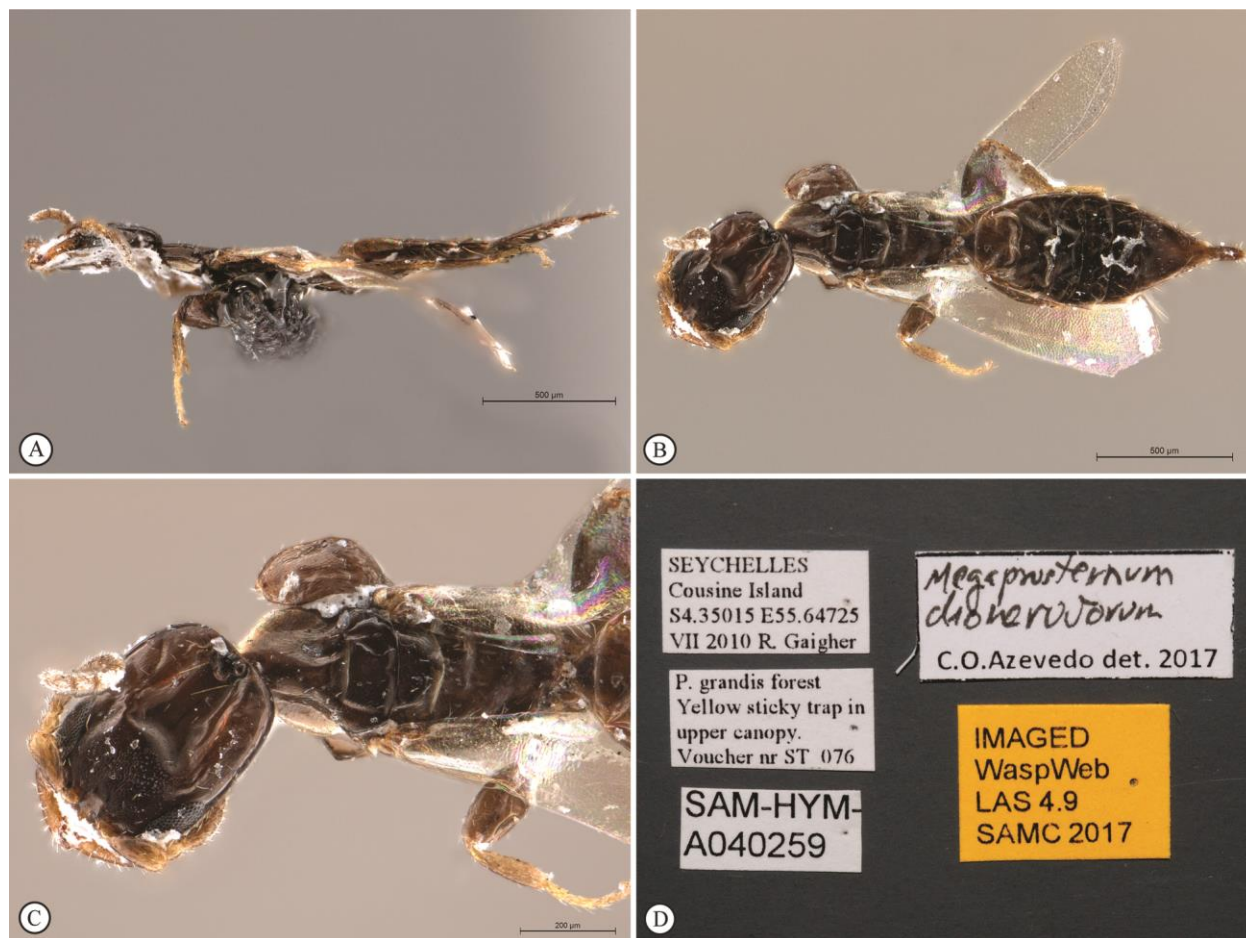 500 µm
A
500 µm
B
200 µm
C
SEYCHELLES
Cousine Island
S4.35015 E55.64725
VII 2010 R. Gaigher
P. grandis forest
Yellow sticky trap in
upper canopy.
Voucher nr ST 076
SAM-HYM-
A040259
Megaprosternum
C.O.Azevedo det. 2017
IMAGED
WaspWeb
LAS 4.9
SAMC 2017
D